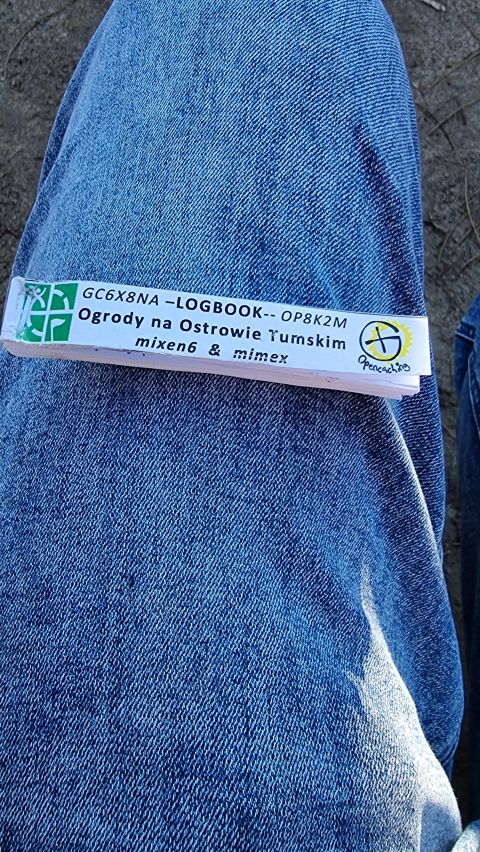 GC6X8NA –LOGBOOK-- OP8K2M
Ogrody na Ostrowie Tumskim
mixen6 & mimex
Opencaching